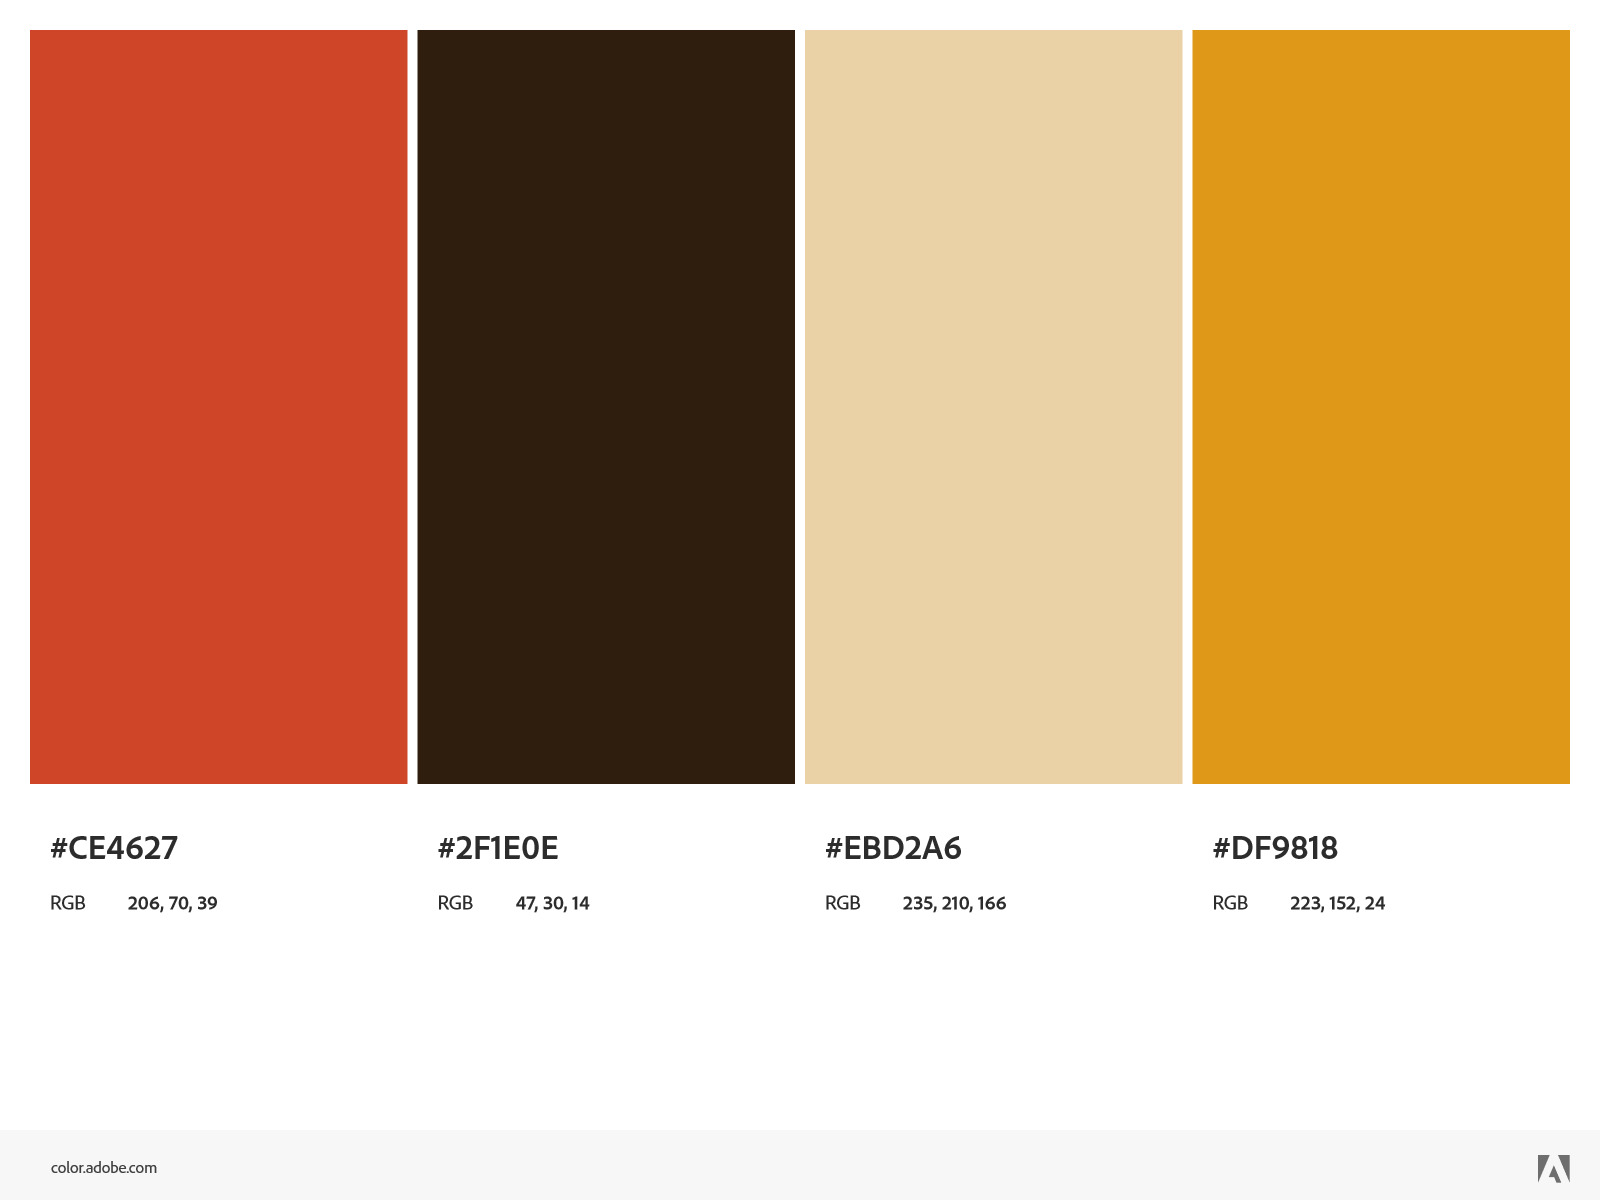 #CE4627
RGB 206, 70, 39
#2F1E0E
RGB 47, 30, 14
#EBD2A6
RGB 235, 210, 166
#DF9818
RGB 223, 152, 24
color.adobe.com